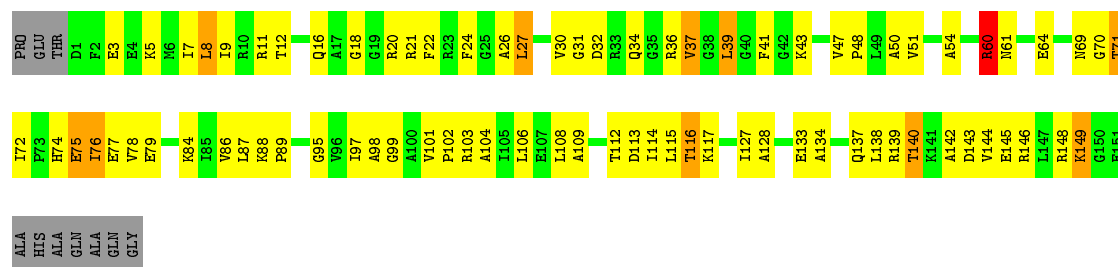 PRO GLU THR D1 F2 E3 E4 K5 M6 I7 L8 I9 R10 R11 T12 Q16 A17 G18 G19 R20 R21 F22 R23 F24 G25 A26 L27 V30 G31 D32 R33 Q34 G35 R36 V37 G38 L39 G40 F41 G42 K43 V47 P48 L49 A50 V51 A54 R60 N61 E64 N69 G70 T71
I72 P73 H74 E75 I76 E77 V78 E79 K84 I85 V86 L87 K88 P89 G95 V96 I97 A98 G99 A100 V101 P102 R103 A104 I105 L106 E107 L108 A109 T112 D113 I114 L115 T116 K117 I127 A128 E133 A134 Q137 L138 R139 T140 K141 A142 D143 V144 E145 R146 L147 R148 K149 G150 E151
ALA HIS ALA GLN ALA GLN GLY